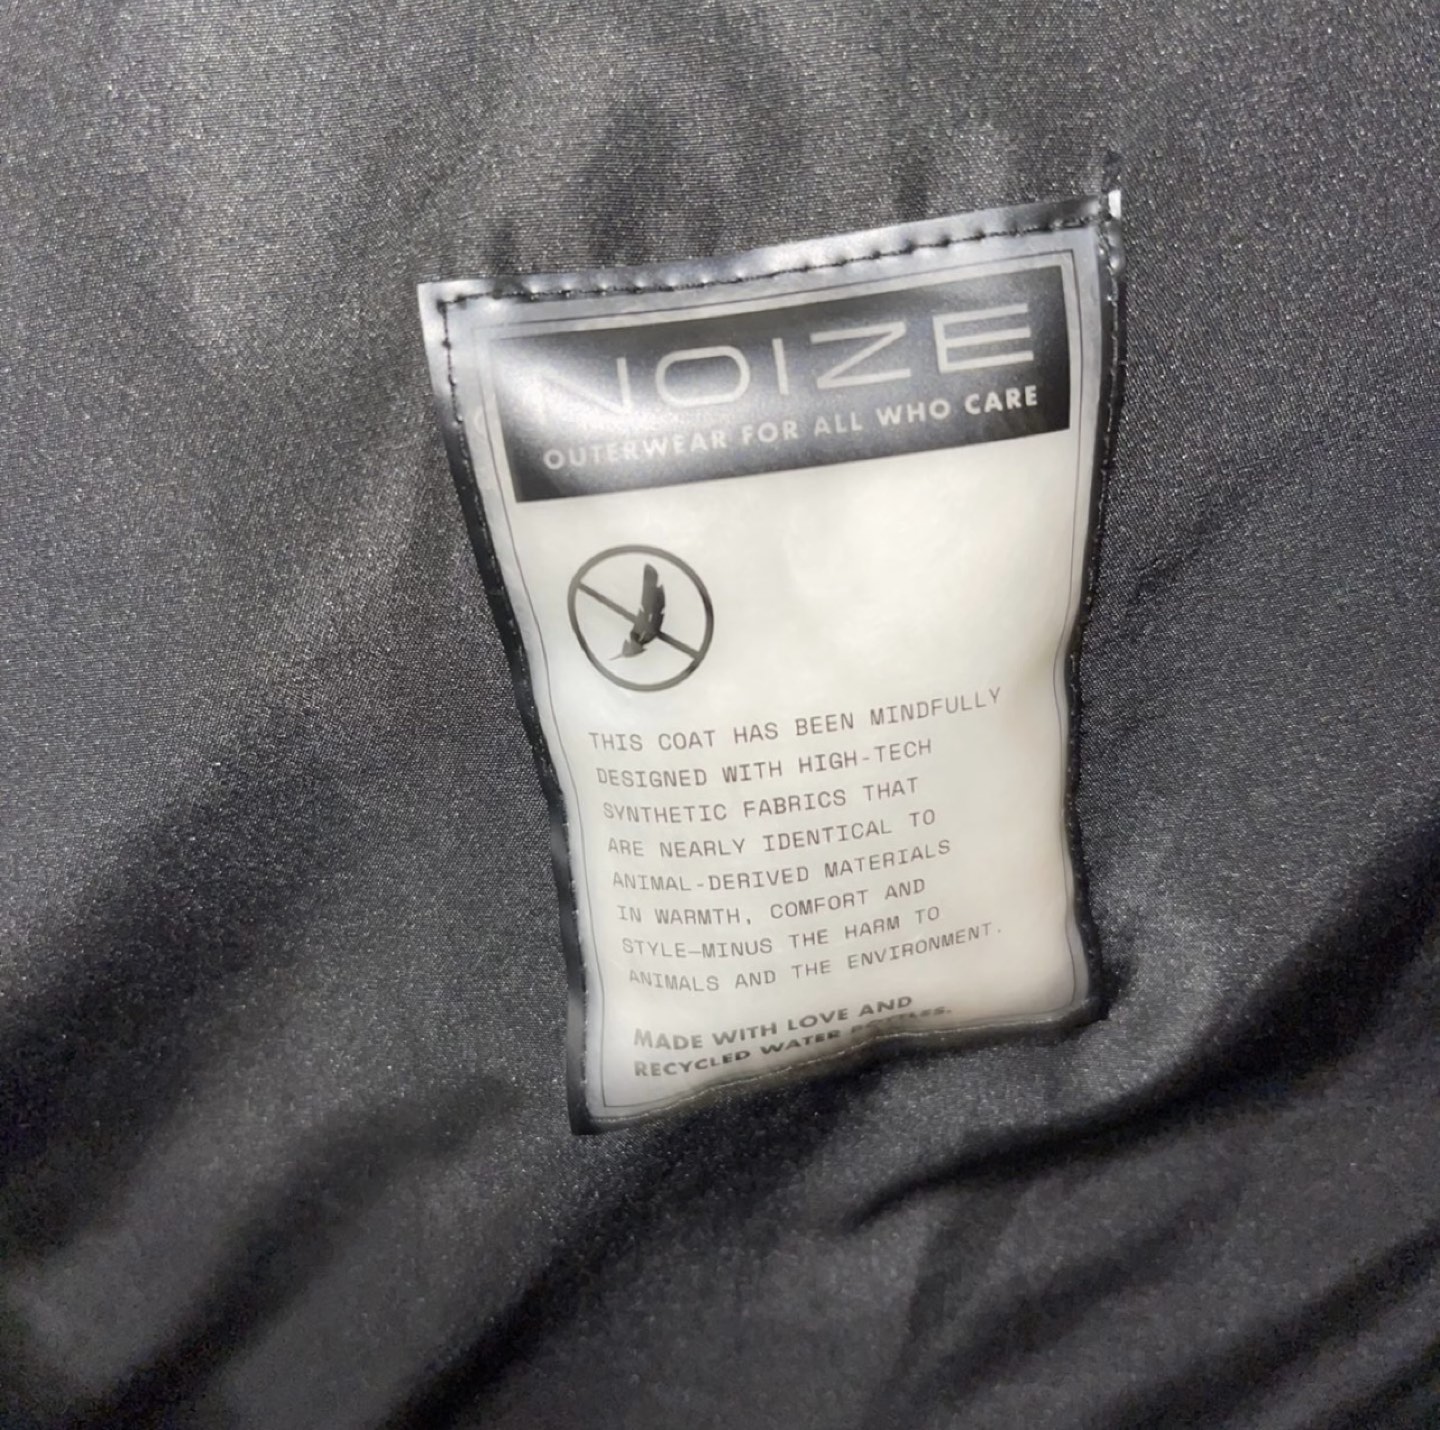 NOIZE
OUTERWEAR FOR ALL WHO CARE
THIS COAT HAS BEEN MINDFULLY
DESIGNED WITH HIGH-TECH
SYNTHETIC FABRICS THAT
ARE NEARLY IDENTICAL TO
ANIMAL-DERIVED MATERIALS
IN WARMTH, COMFORT AND
STYLE—MINUS THE HARM TO
ANIMALS AND THE ENVIRONMENT.
MADE WITH LOVE AND
RECYCLED WATER BOTTLES.